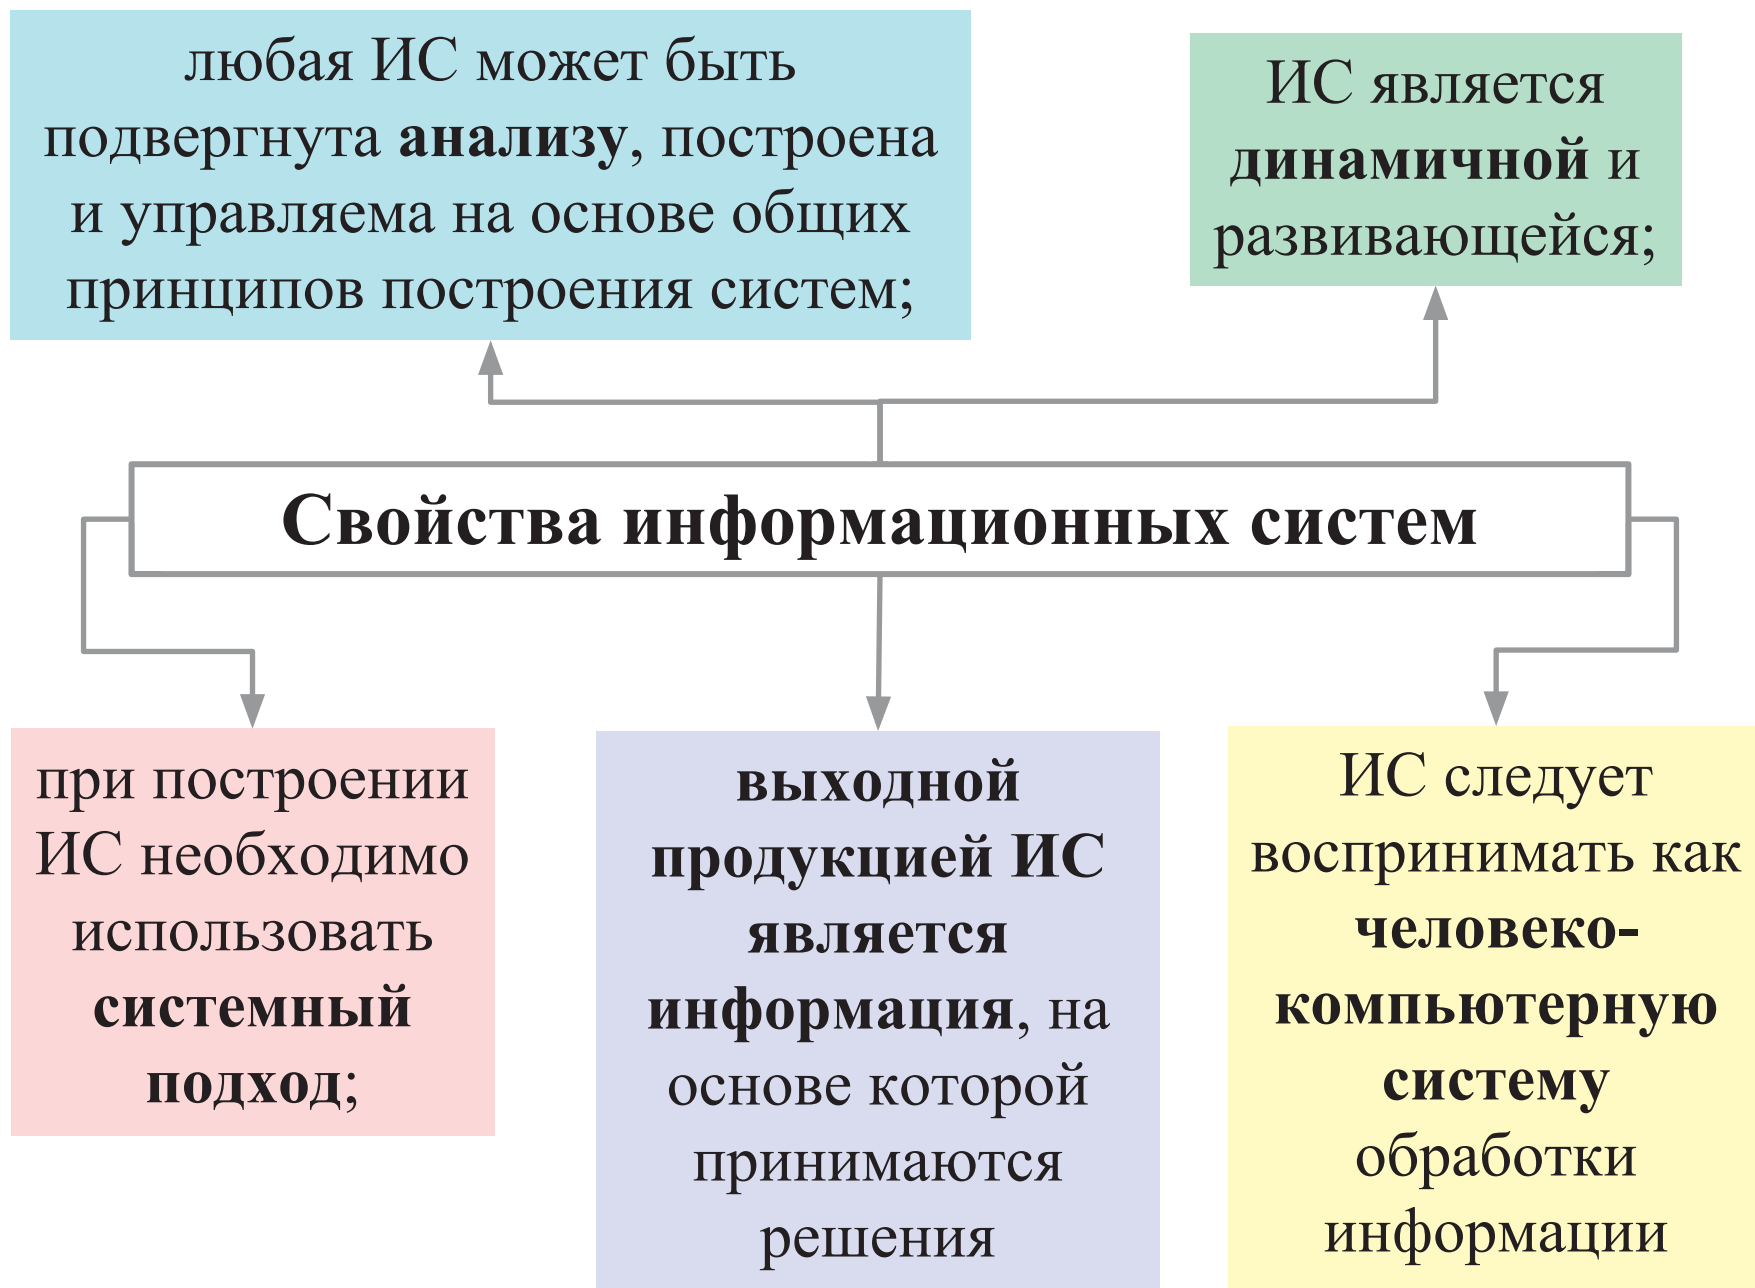 любая ИС может быть
подвергнута анализу, построена
и управляема на основе общих
принципов построения систем;
ИС является
динамичной и
развивающейся;
Свойства информационных систем
при построении
ИС необходимо
использовать
системный
подход;
выходной
продукцией ИС
является
информация, на
основе которой
принимаются
решения
ИС следует
воспринимать как
человеко-
компьютерную
систему
обработки
информации